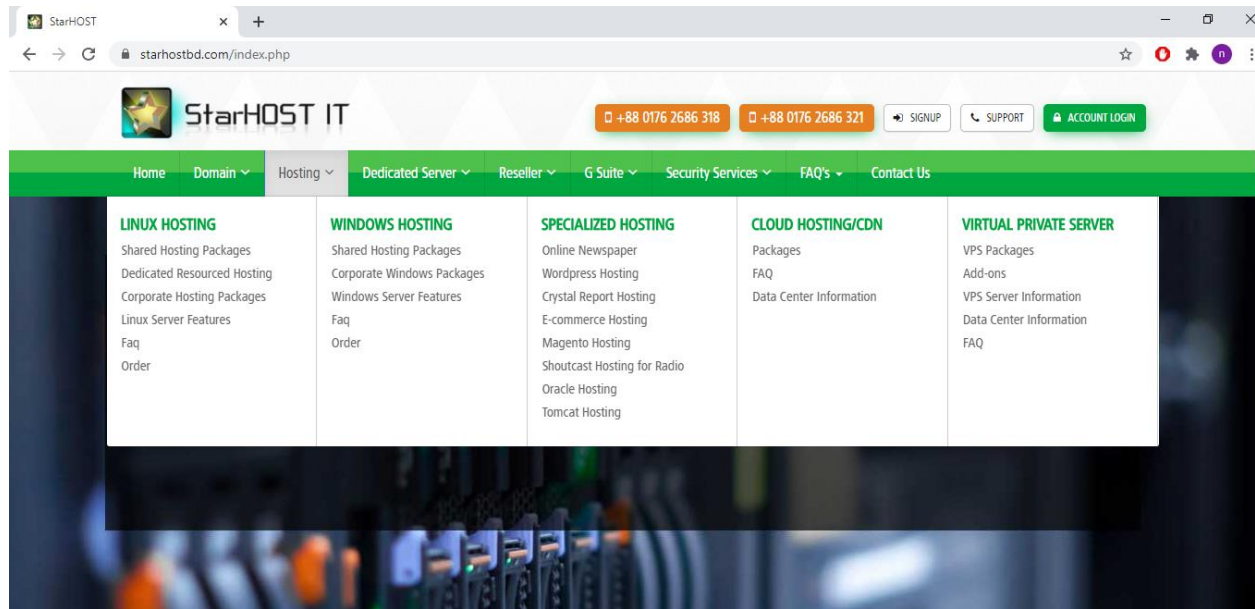 StarHOST
starhostbd.com/index.php
n
StarHOST IT
+88 0176 2686 318
+88 0176 2686 321
SIGNUP
SUPPORT
ACCOUNT LOGIN
Home Domain Hosting Dedicated Server Reseller G Suite Security Services FAQ's Contact Us
LINUX HOSTING
Shared Hosting Packages
Dedicated Resourced Hosting
Corporate Hosting Packages
Linux Server Features
Faq
Order
WINDOWS HOSTING
Shared Hosting Packages
Corporate Windows Packages
Windows Server Features
Faq
Order
SPECIALIZED HOSTING
Online Newspaper
Wordpress Hosting
Crystal Report Hosting
E-commerce Hosting
Magento Hosting
Shoutcast Hosting for Radio
Oracle Hosting
Tomcat Hosting
CLOUD HOSTING/CDN
Packages
FAQ
Data Center Information
VIRTUAL PRIVATE SERVER
VPS Packages
Add-ons
VPS Server Information
Data Center Information
FAQ